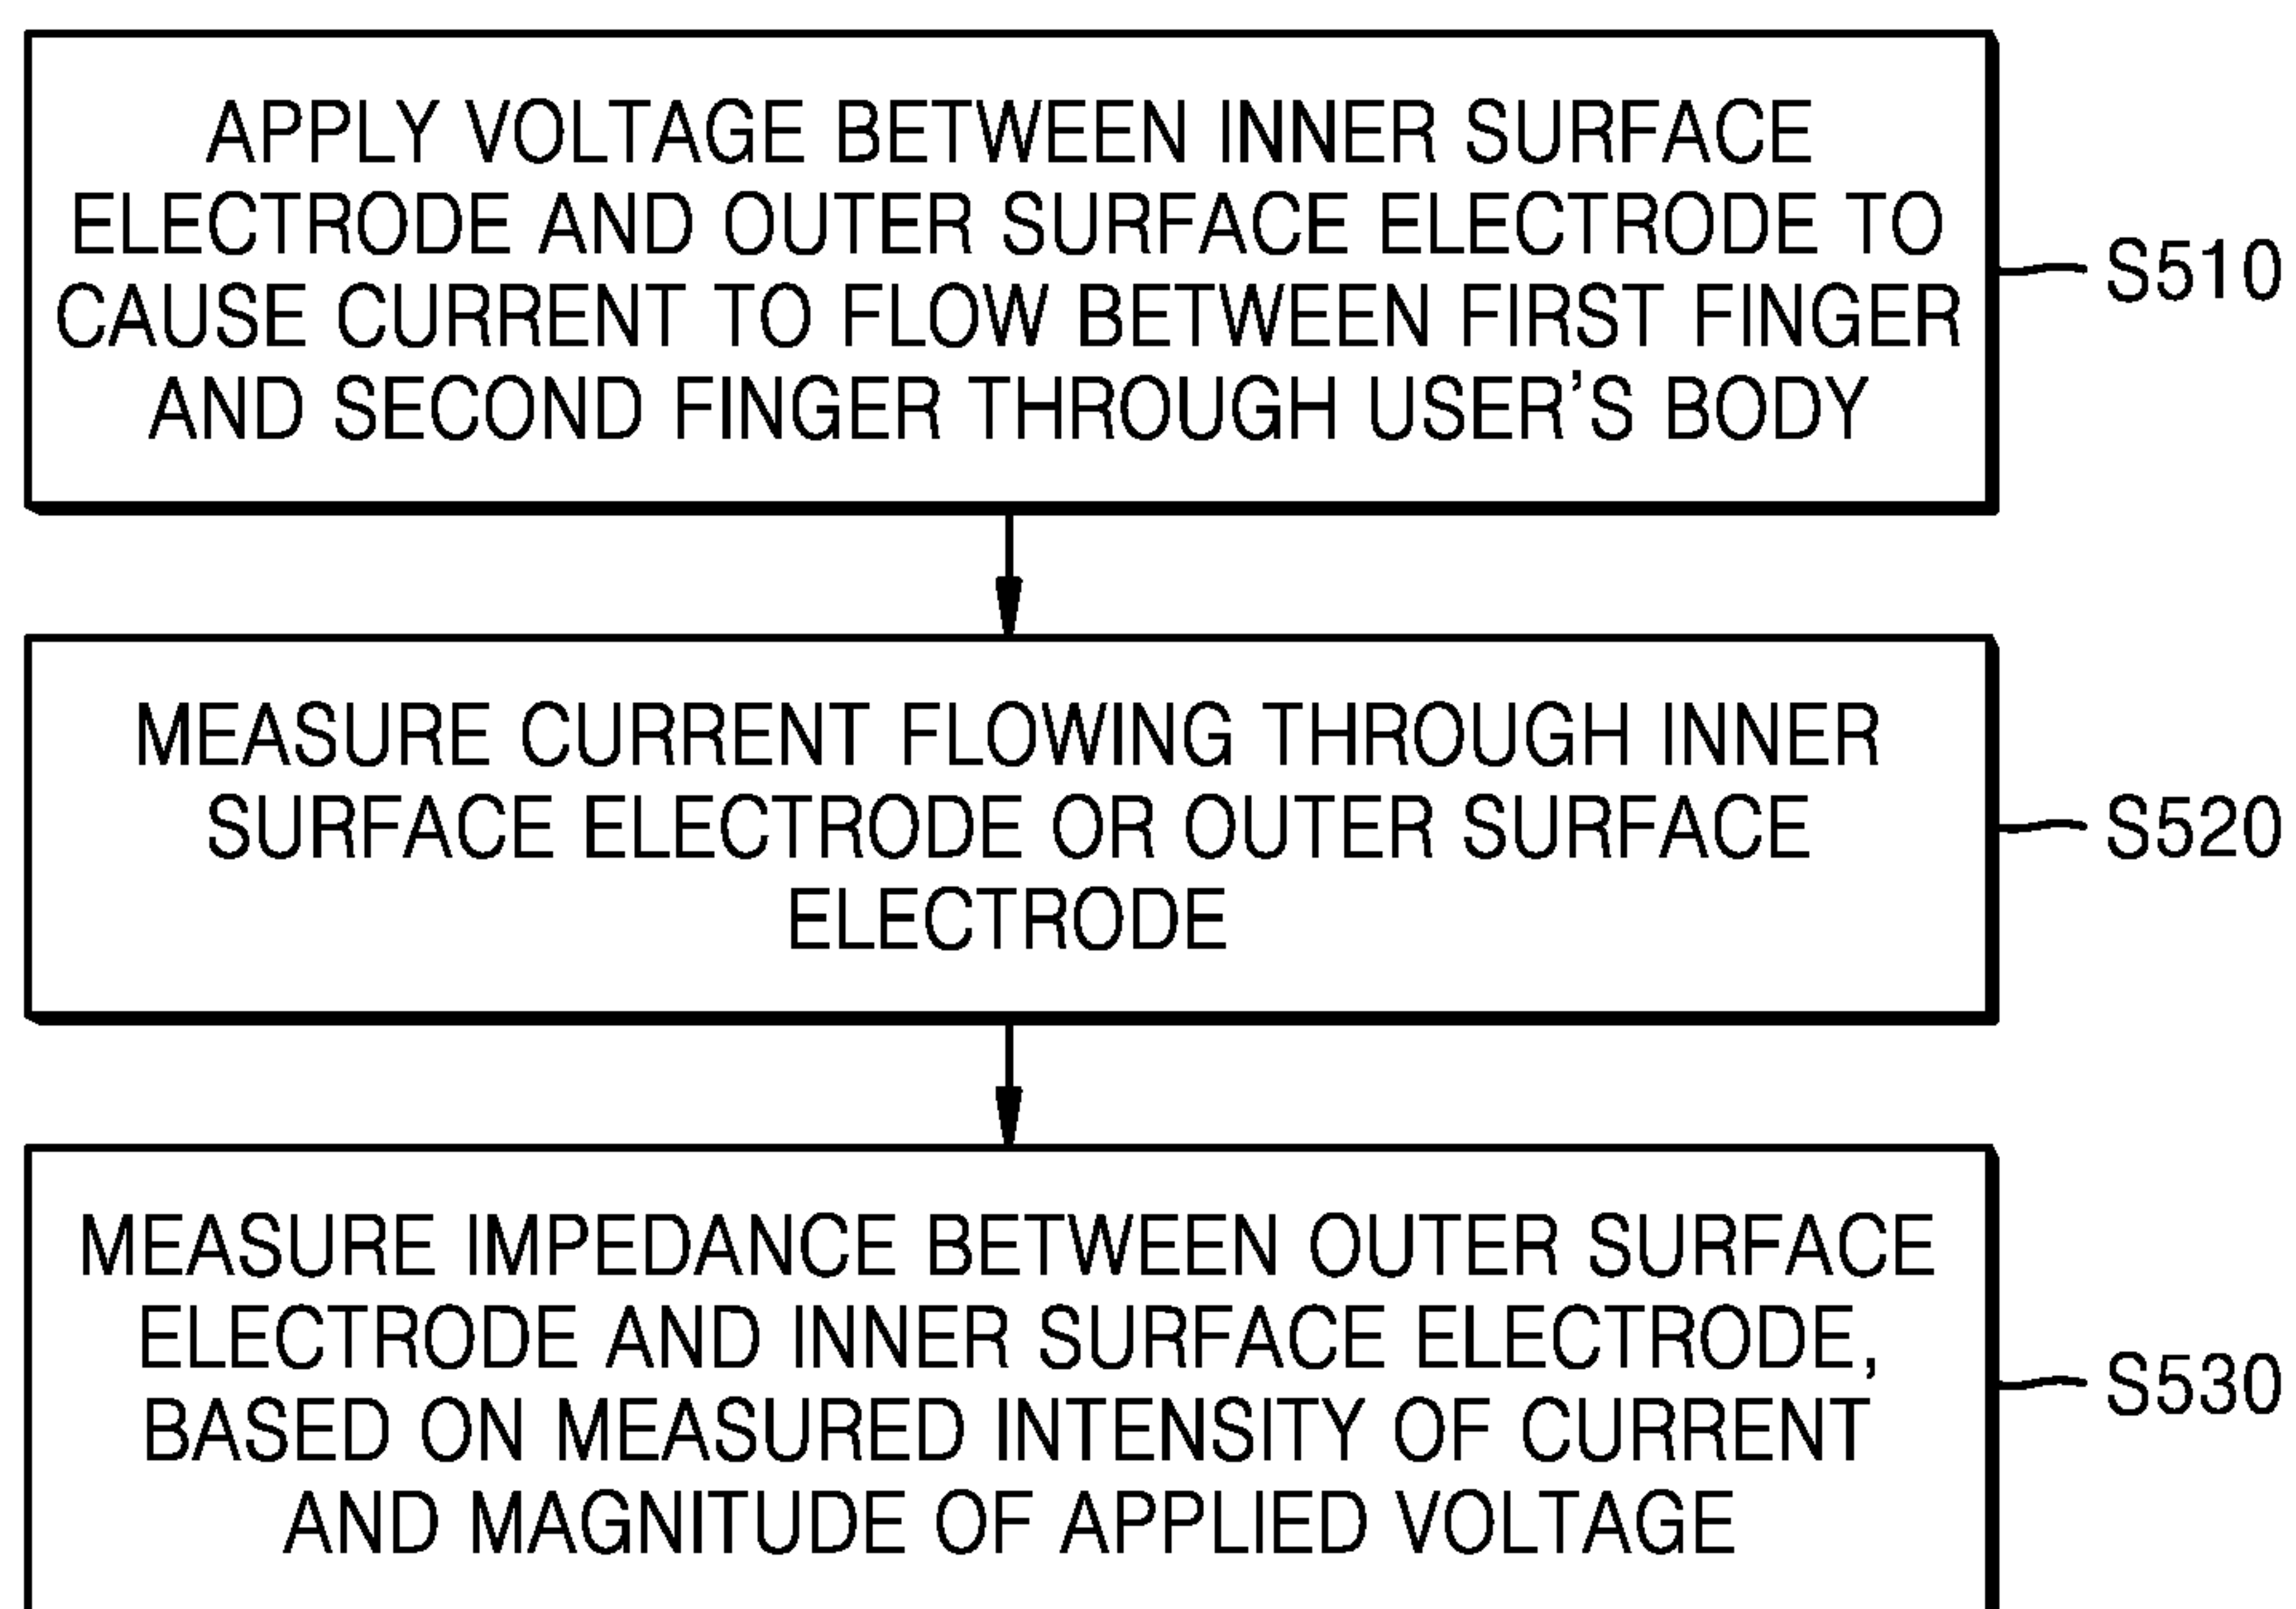 APPLY VOLTAGE BETWEEN INNER SURFACE
ELECTRODE AND OUTER SURFACE ELECTRODE TO
CAUSE CURRENT TO FLOW BETWEEN FIRST FINGER
AND SECOND FINGER THROUGH USER'S BODY
S510
MEASURE CURRENT FLOWING THROUGH INNER
SURFACE ELECTRODE OR OUTER SURFACE
ELECTRODE
S520
MEASURE IMPEDANCE BETWEEN OUTER SURFACE
ELECTRODE AND INNER SURFACE ELECTRODE,
BASED ON MEASURED INTENSITY OF CURRENT
AND MAGNITUDE OF APPLIED VOLTAGE
S530